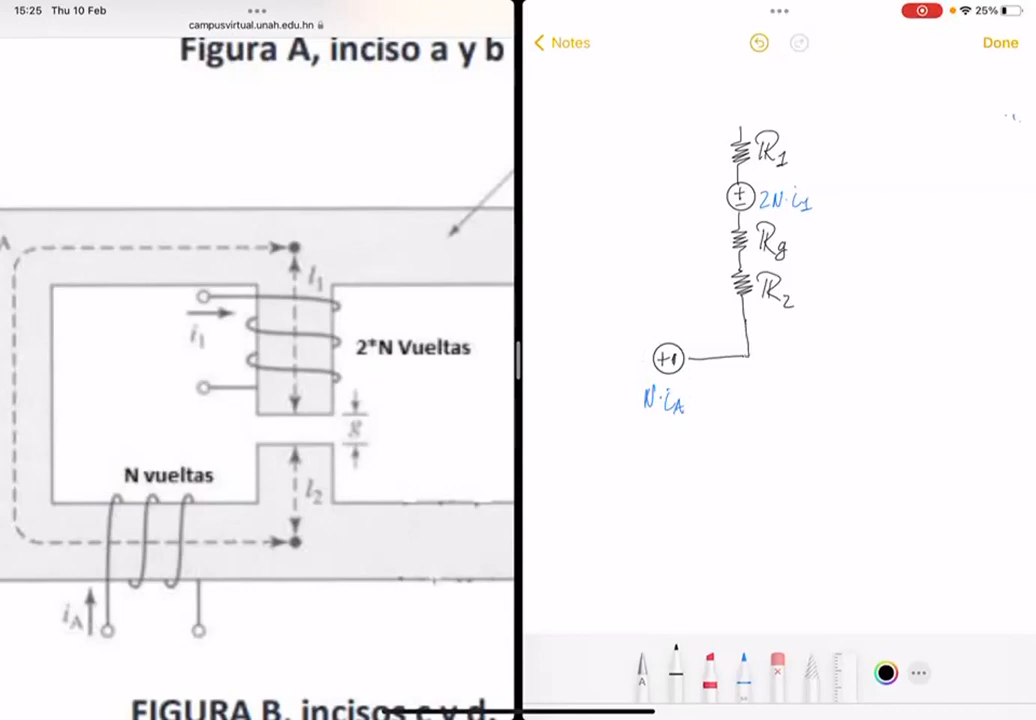 15:25 Thu 10 Feb
campusvirtual.unah.edu.hn
25%
Figura A, inciso a y b
Notes
Done
A
l1
i1
2*N Vueltas
g
N vueltas
l2
iA
FIGURA B, incisos c y d.
R1
+
−
2N·i1
Rg
R2
+
N·iA
A